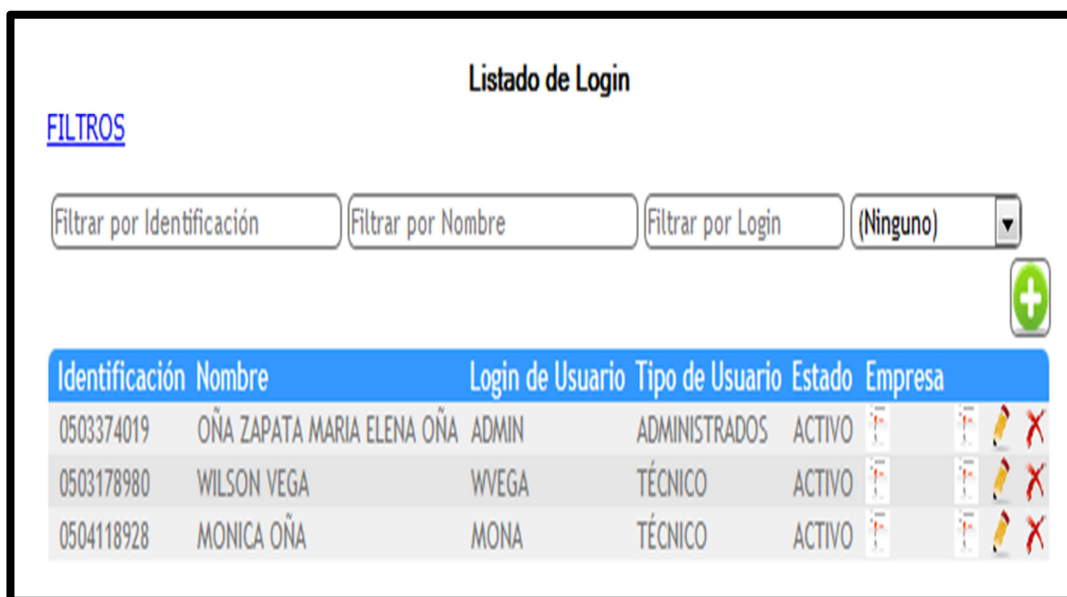 Listado de Login
FILTROS
Filtrar por Identificación Filtrar por Nombre Filtrar por Login (Ninguno)
Identificación Nombre Login de Usuario Tipo de Usuario Estado Empresa
0503374019 OÑA ZAPATA MARIA ELENA OÑA ADMIN ADMINISTRADOS ACTIVO
0503178980 WILSON VEGA WVEGA TÉCNICO ACTIVO
0504118928 MONICA OÑA MONA TÉCNICO ACTIVO